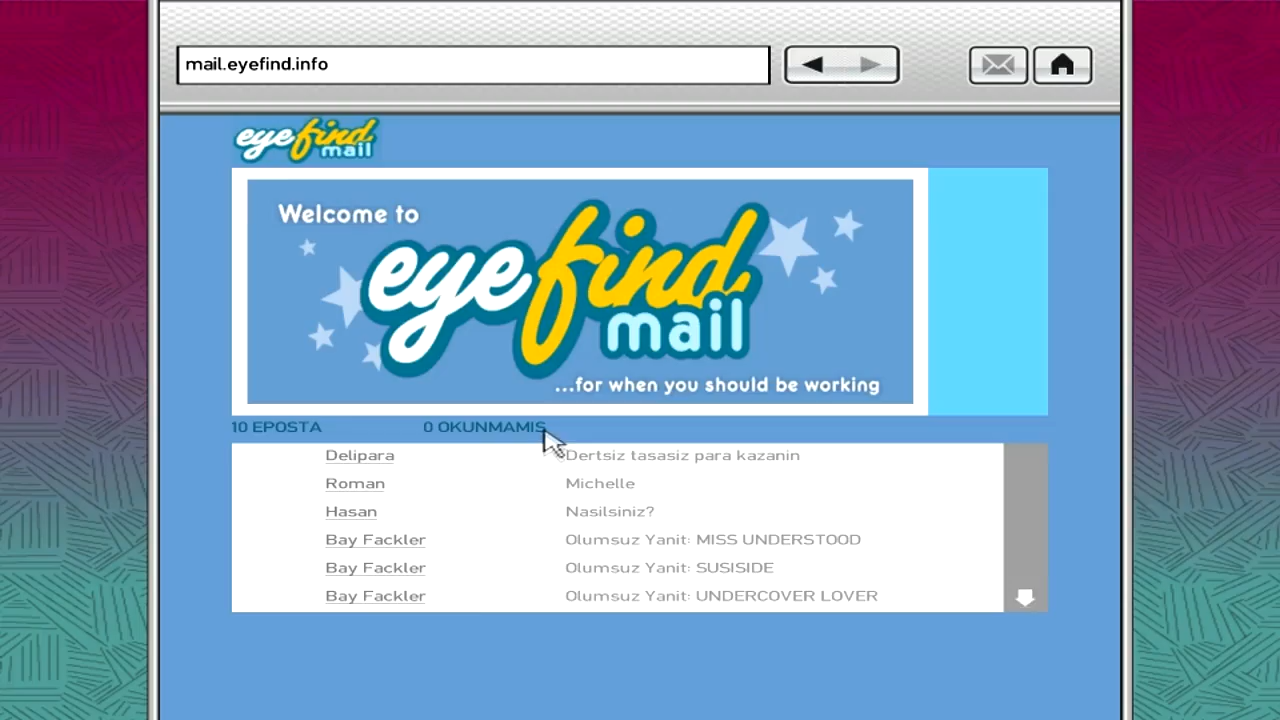 mail.eyefind.info
eyefind mail
Welcome to
eyefind
mail
...for when you should be working
10 EPOSTA 0 OKUNMAMIS
Delipara Dertsiz tasasiz para kazanin
Roman Michelle
Hasan Nasilsiniz?
Bay Fackler Olumsuz Yanit: MISS UNDERSTOOD
Bay Fackler Olumsuz Yanit: SUSISIDE
Bay Fackler Olumsuz Yanit: UNDERCOVER LOVER